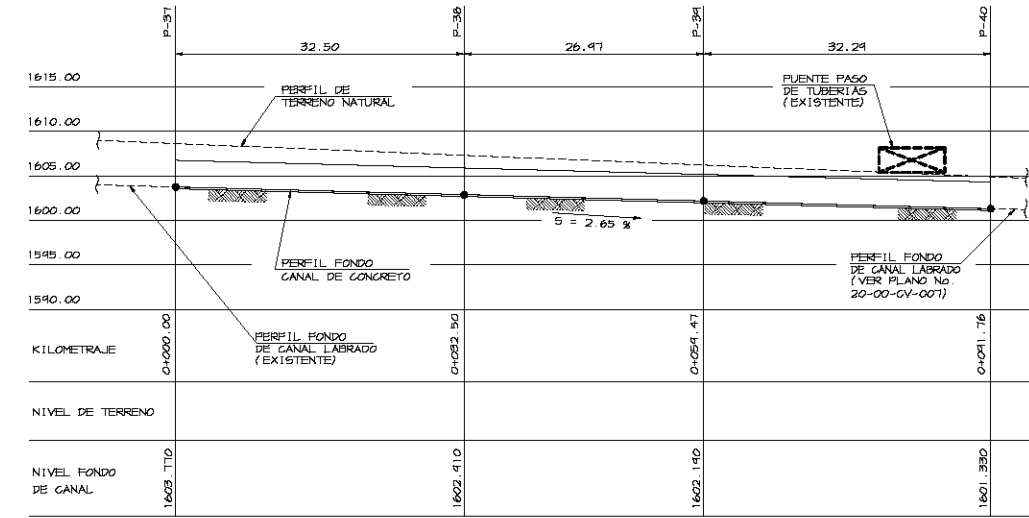 P-37
P-38
P-39
P-40
32.50
26.97
32.29
1615.00
1610.00
1605.00
1600.00
1595.00
1590.00
PERFIL DE
TERRENO NATURAL
PUENTE PASO
DE TUBERIAS
(EXISTENTE)
S = 2.65 %
PERFIL FONDO
CANAL DE CONCRETO
PERFIL FONDO
DE CANAL LABRADO
(VER PLANO No.
20-00-CV-007)
PERFIL FONDO
DE CANAL LABRADO
(EXISTENTE)
KILOMETRAJE
0+000.00
0+032.50
0+059.47
0+091.76
NIVEL DE TERRENO
NIVEL FONDO
DE CANAL
1603.770
1602.910
1602.190
1601.330